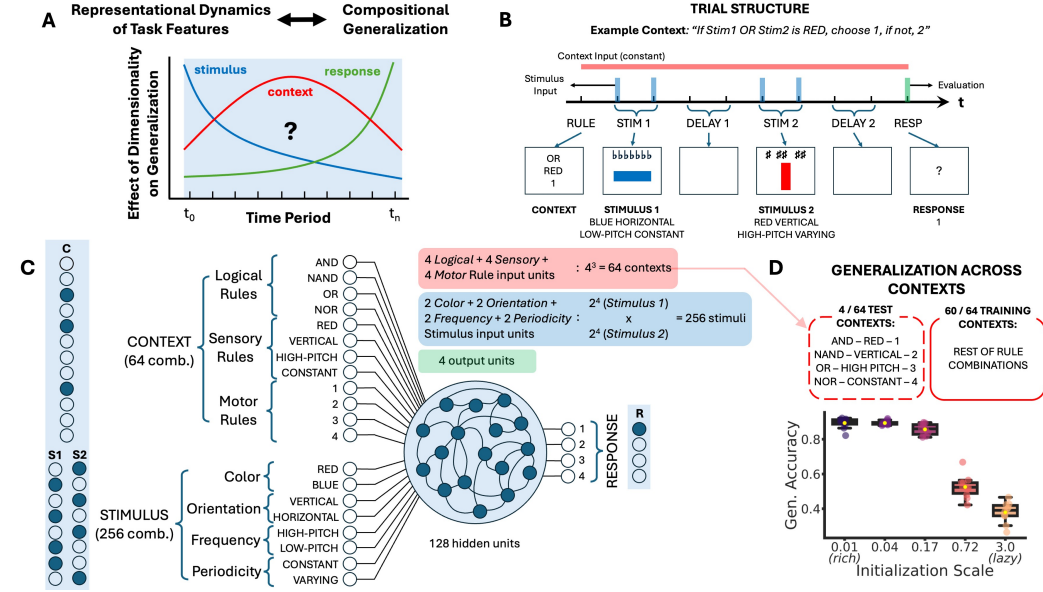 A
Representational Dynamics
of Task Features
Compositional
Generalization
Effect of Dimensionality
on Generalization
stimulus
response
context
?
t0
Time Period
tn
B
TRIAL STRUCTURE
Example Context: “If Stim1 OR Stim2 is RED, choose 1, if not, 2”
Context Input (constant)
Stimulus
Input
Evaluation
t
RULE
STIM 1
DELAY 1
STIM 2
DELAY 2
RESP
OR
RED
1
♭♭♭♭♭♭♭
♯ ♯♯ ♯♯
?
CONTEXT
STIMULUS 1
BLUE HORIZONTAL
LOW-PITCH CONSTANT
STIMULUS 2
RED VERTICAL
HIGH-PITCH VARYING
RESPONSE
1
C
C
S1
S2
CONTEXT
(64 comb.)
Logical
Rules
Sensory
Rules
Motor
Rules
AND
NAND
OR
NOR
RED
VERTICAL
HIGH-PITCH
CONSTANT
1
2
3
4
STIMULUS
(256 comb.)
Color
Orientation
Frequency
Periodicity
RED
BLUE
VERTICAL
HORIZONTAL
HIGH-PITCH
LOW-PITCH
CONSTANT
VARYING
4 Logical + 4 Sensory +
4 Motor Rule input units : 4³ = 64 contexts
2 Color + 2 Orientation + 2⁴ (Stimulus 1)
2 Frequency + 2 Periodicity : x = 256 stimuli
Stimulus input units 2⁴ (Stimulus 2)
4 output units
128 hidden units
1
2
3
4
RESPONSE
R
D
GENERALIZATION ACROSS
CONTEXTS
4 / 64 TEST
CONTEXTS:
AND – RED – 1
NAND – VERTICAL – 2
OR – HIGH PITCH – 3
NOR – CONSTANT – 4
60 / 64 TRAINING
CONTEXTS:
REST OF RULE
COMBINATIONS
Gen. Accuracy
0.8
0.6
0.4
0.01 0.04 0.17 0.72 3.0
(rich) (lazy)
Initialization Scale